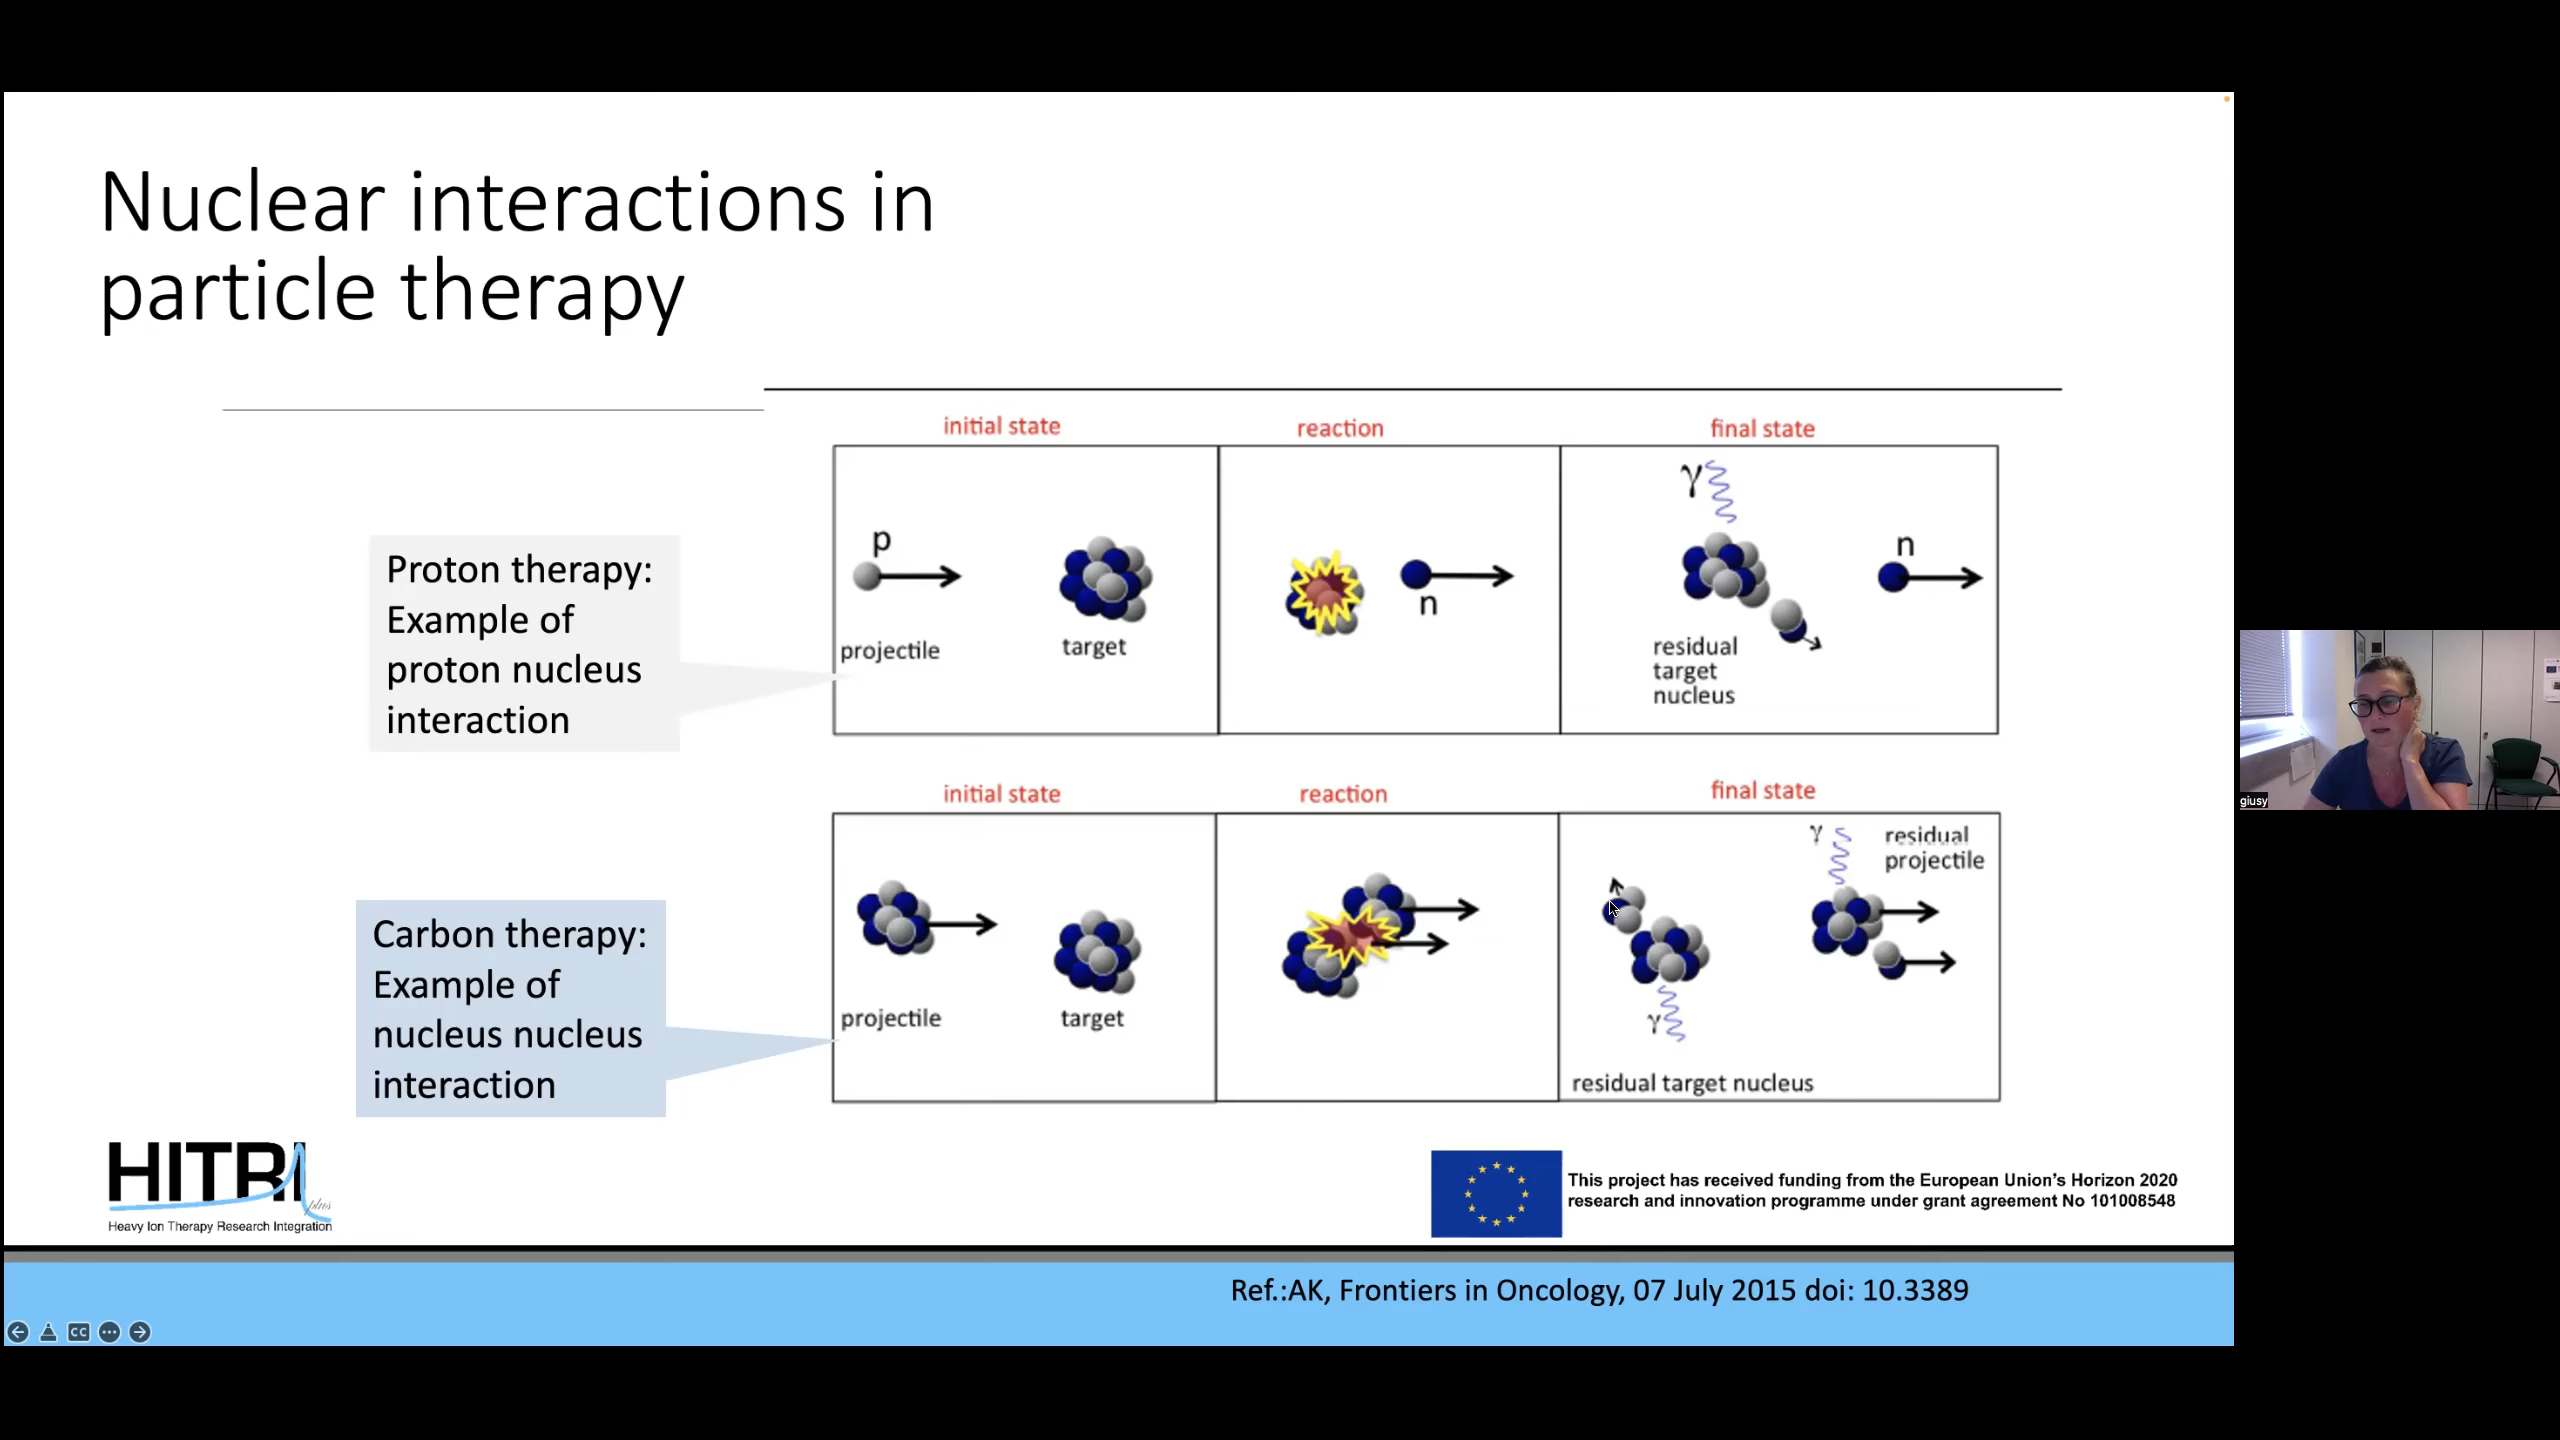 Nuclear interactions in
particle therapy
initial state
reaction
final state
γ
p
n
n
projectile
target
residual
target
nucleus
Proton therapy:
Example of
proton nucleus
interaction
initial state
reaction
final state
γ
residual
projectile
projectile
target
γ
residual target nucleus
Carbon therapy:
Example of
nucleus nucleus
interaction
HITRI
plus
Heavy Ion Therapy Research Integration
This project has received funding from the European Union’s Horizon 2020
research and innovation programme under grant agreement No 101008548
Ref.:AK, Frontiers in Oncology, 07 July 2015 doi: 10.3389
CC
giusy